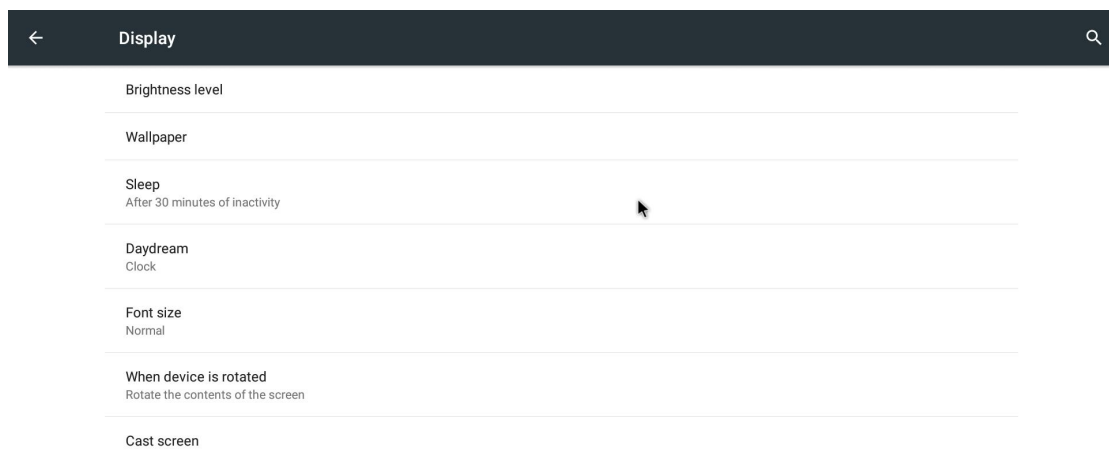 Display
Brightness level
Wallpaper
Sleep
After 30 minutes of inactivity
Daydream
Clock
Font size
Normal
When device is rotated
Rotate the contents of the screen
Cast screen